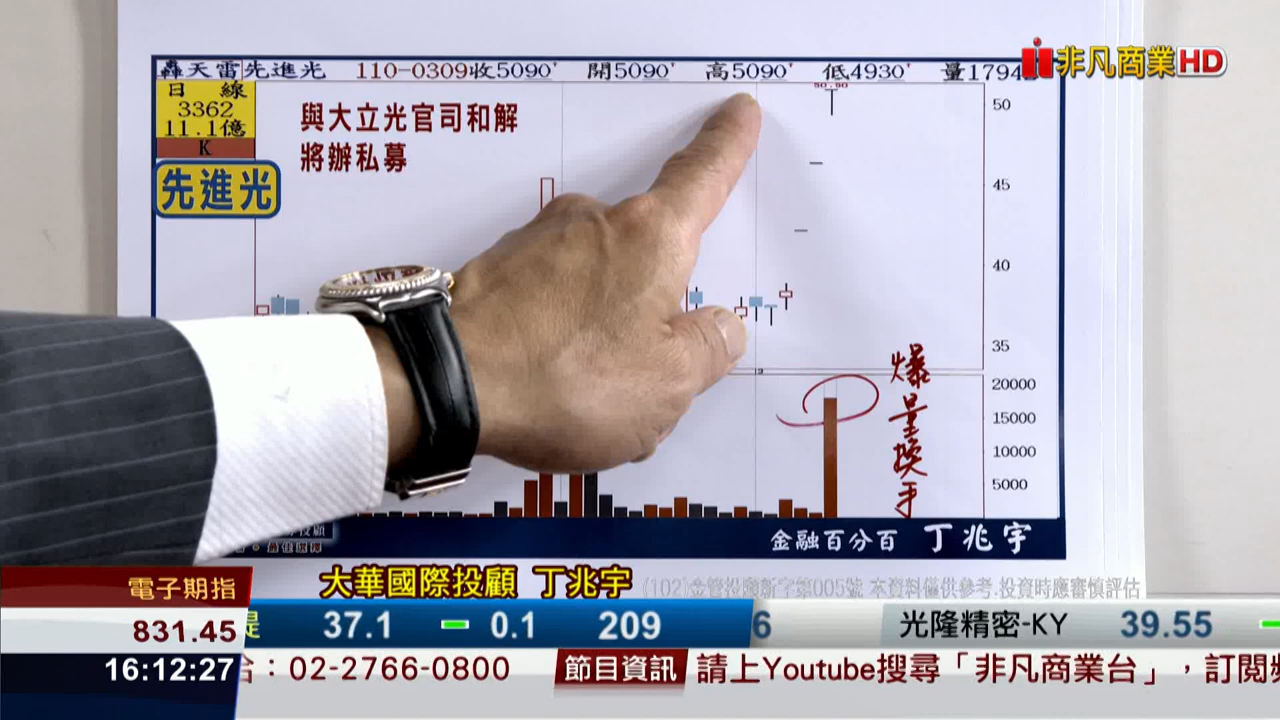 轟天雷先進光 110-0309收5090' 開5090' 高5090' 低4930' 量1794
非凡商業HD
日 線
3362
11.1億
K
先進光
與大立光官司和解
將辦私募
50.90
50
45
40
35
20000
15000
10000
5000
爆量換手
金融百分百 丁兆宇
最佳選擇
大華國際投顧 丁兆宇
(102)金管投顧新字第005號 本資料僅供參考,投資時應審慎評估
電子期指
831.45
16:12:27
37.1 0.1 209
6 光隆精密-KY 39.55
:02-2766-0800 節目資訊 請上Youtube搜尋「非凡商業台」,訂閱